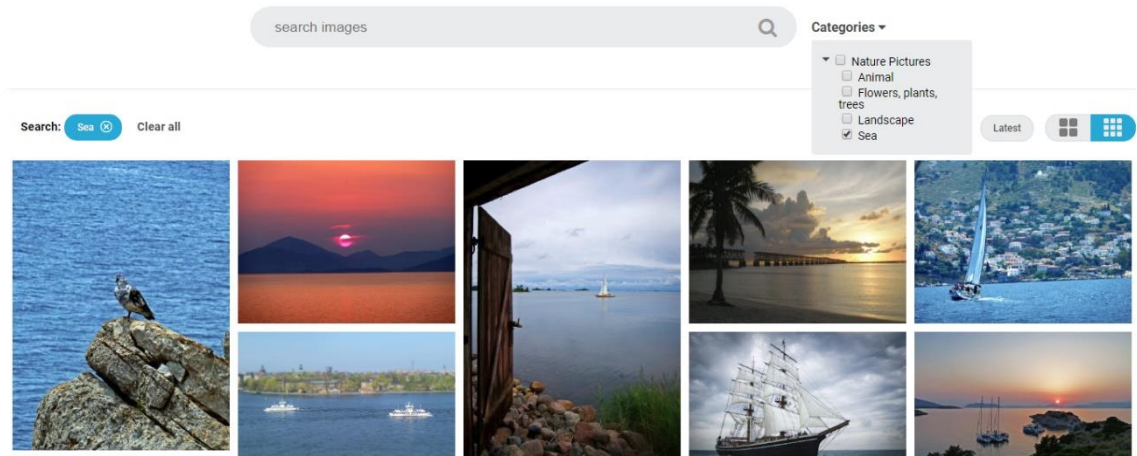 search images
Categories
Nature Pictures
Animal
Flowers, plants,
trees
Landscape
Sea
Search: Sea Clear all
Latest